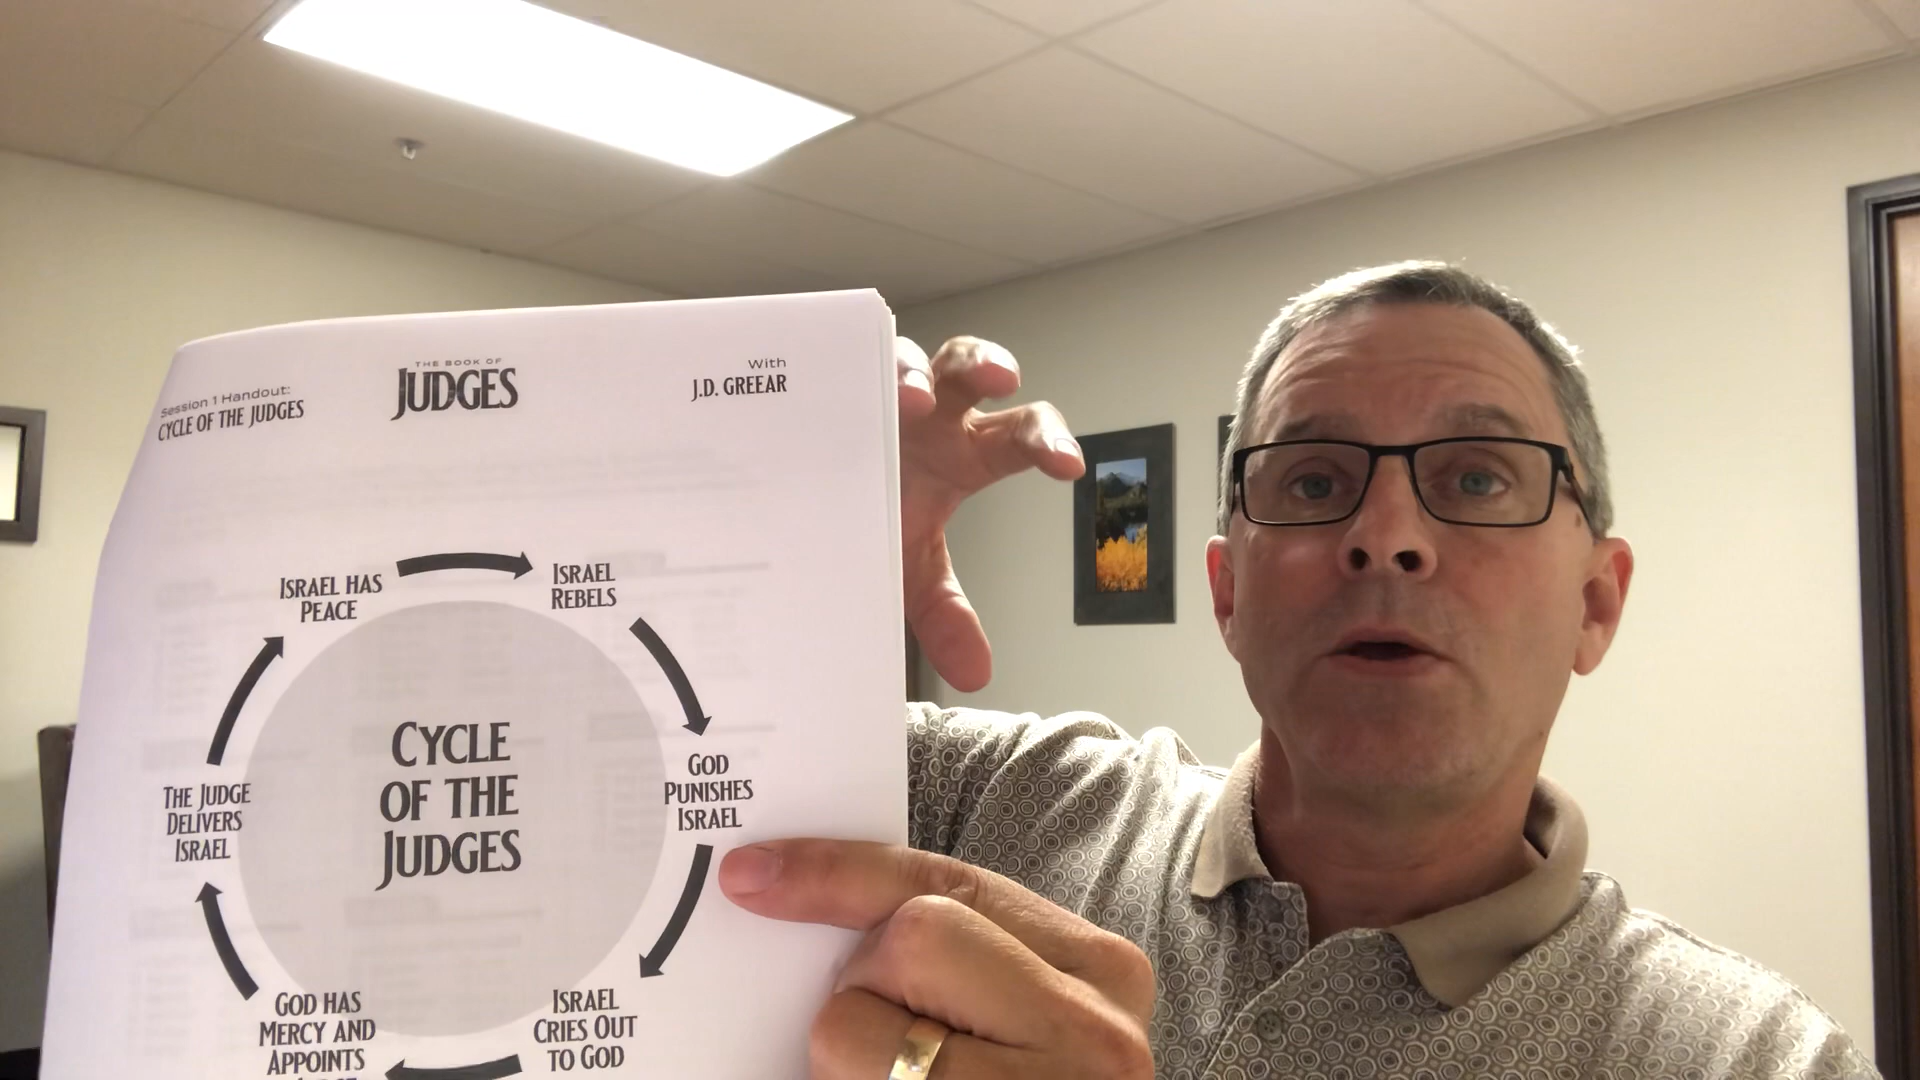 Session 1 Handout:
CYCLE OF THE JUDGES
THE BOOK OF
JUDGES
With
J.D. GREEAR
ISRAEL HAS
PEACE
ISRAEL
REBELS
GOD
PUNISHES
ISRAEL
ISRAEL
CRIES OUT
TO GOD
GOD HAS
MERCY AND
APPOINTS
THE JUDGE
DELIVERS
ISRAEL
CYCLE
OF THE
JUDGES